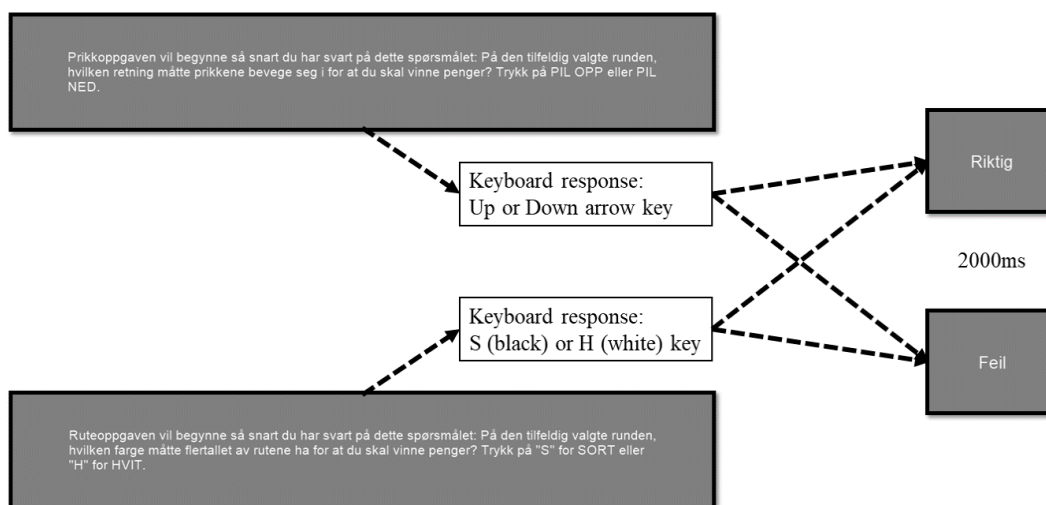 Prikkoppgaven vil begynne så snart du har svart på dette spørsmålet: På den tilfeldig valgte runden,
hvilken retning måtte prikkene bevege seg i for at du skal vinne penger? Trykk på PIL OPP eller PIL
NED.
Keyboard response:
Up or Down arrow key
Riktig
2000ms
Keyboard response:
S (black) or H (white) key
Feil
Ruteoppgaven vil begynne så snart du har svart på dette spørsmålet: På den tilfeldig valgte runden,
hvilken farge måtte flertallet av rutene ha for at du skal vinne penger? Trykk på "S" for SORT eller
"H" for HVIT.